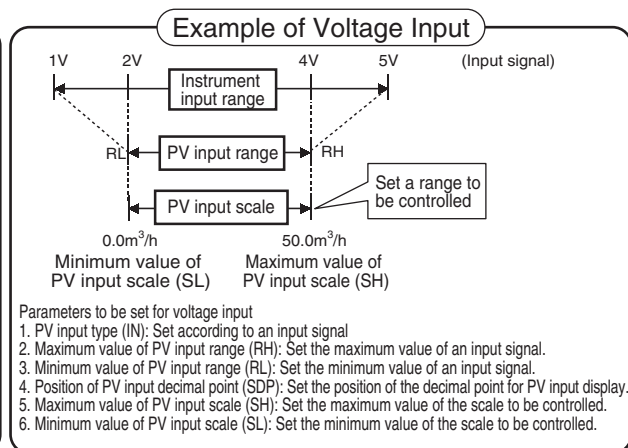 Example of Voltage Input
1V 2V 4V 5V (Input signal)
Instrument
input range
RL PV input range RH
PV input scale
Set a range to
be controlled
0.0m³/h 50.0m³/h
Minimum value of
PV input scale (SL)
Maximum value of
PV input scale (SH)
Parameters to be set for voltage input
1. PV input type (IN): Set according to an input signal
2. Maximum value of PV input range (RH): Set the maximum value of an input signal.
3. Minimum value of PV input range (RL): Set the minimum value of an input signal.
4. Position of PV input decimal point (SDP): Set the position of the decimal point for PV input display.
5. Maximum value of PV input scale (SH): Set the maximum value of the scale to be controlled.
6. Minimum value of PV input scale (SL): Set the minimum value of the scale to be controlled.